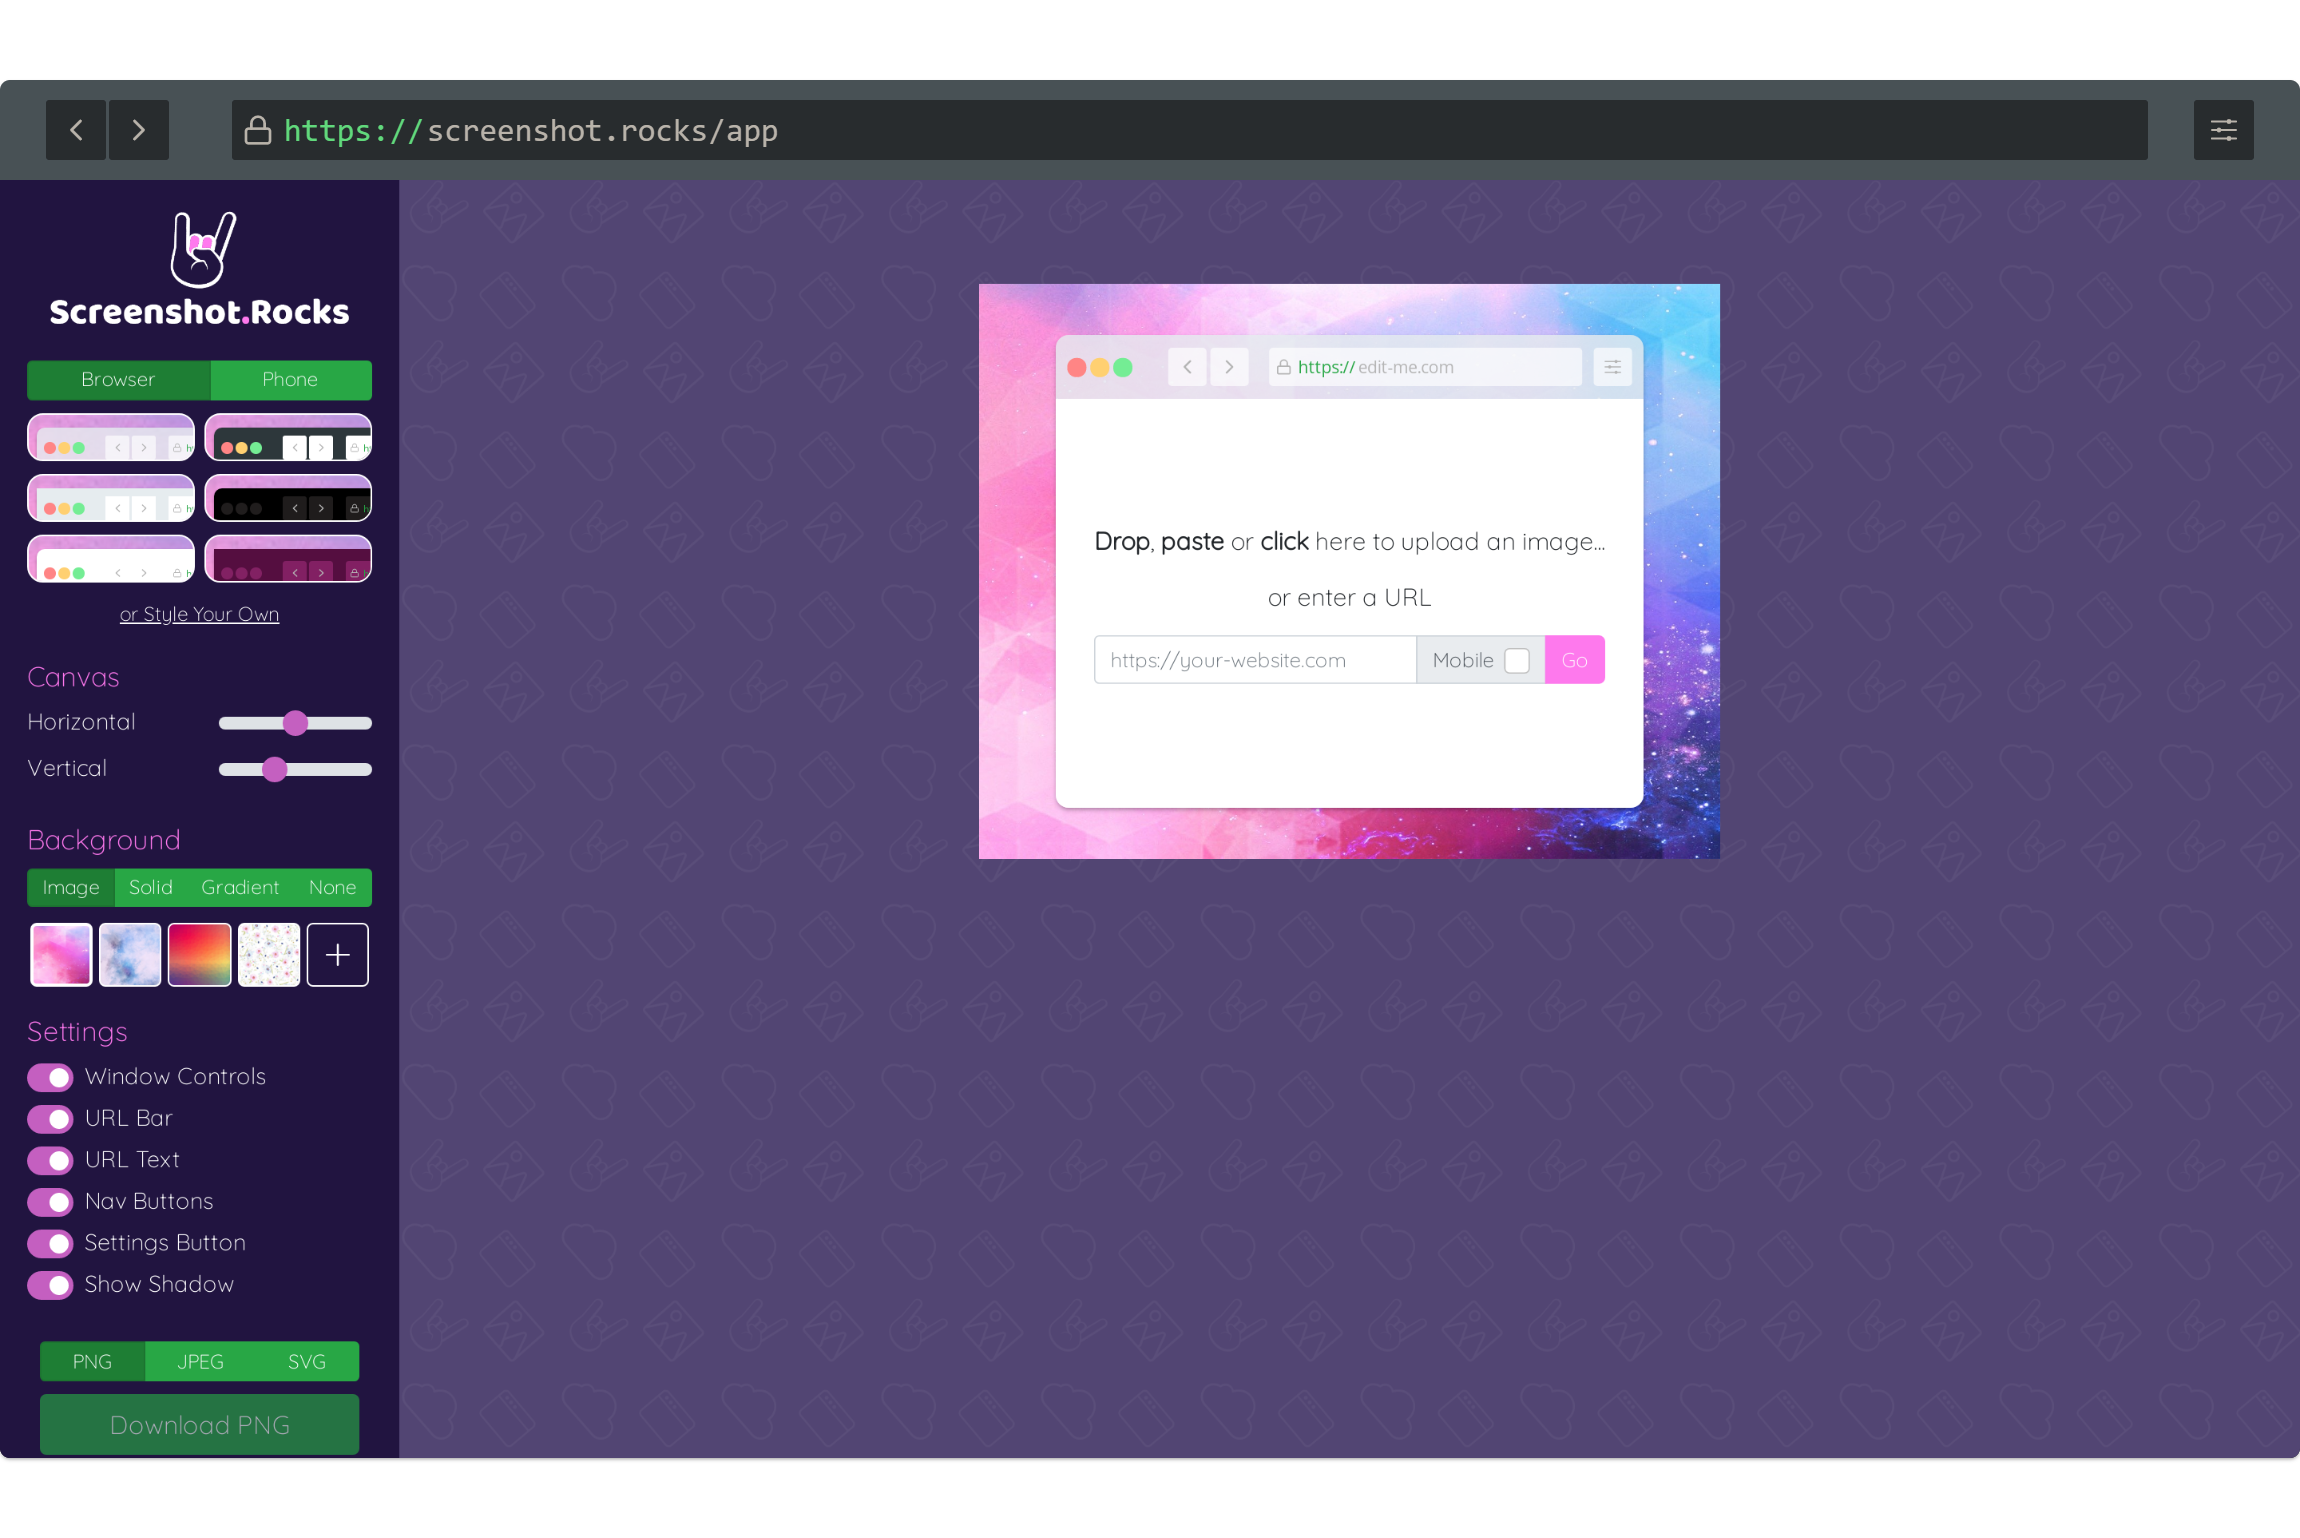 https://screenshot.rocks/app
Screenshot.Rocks
Browser Phone
or Style Your Own
Canvas
Horizontal
Vertical
Background
Image Solid Gradient None
Settings
Window Controls
URL Bar
URL Text
Nav Buttons
Settings Button
Show Shadow
PNG JPEG SVG
Download PNG
https://edit-me.com
Drop, paste or click here to upload an image...
or enter a URL
https://your-website.com Mobile Go